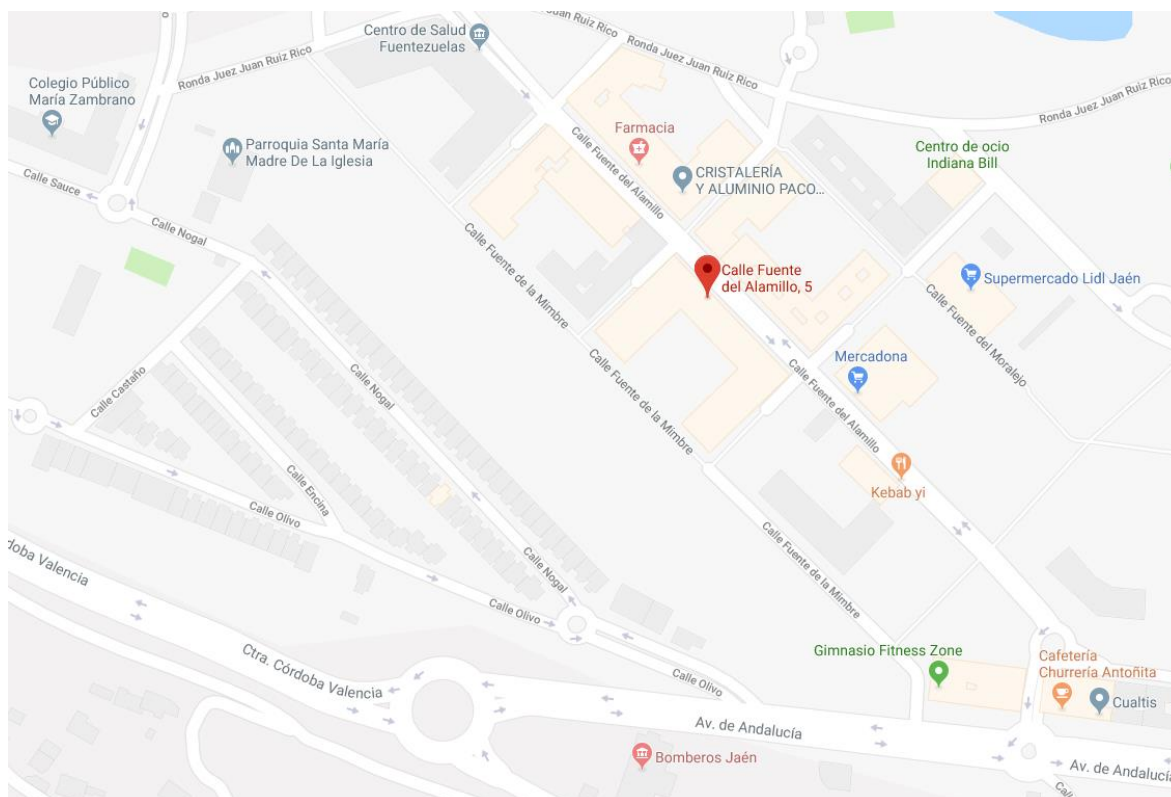 Centro de Salud
Fuentezuelas
Ronda Juez Juan Ruiz Rico
Juan Ruiz Rico
Ronda Juez Juan Ruiz Rico
Ronda Juez Juan Ruiz Rico
Colegio Público
María Zambrano
Parroquia Santa María
Madre De La Iglesia
Farmacia
Calle Fuente del Alamillo
CRISTALERÍA
Y ALUMINIO PACO...
Centro de ocio
Indiana Bill
Calle Sauce
Calle Nogal
Calle Fuente de la Mimbre
Calle Fuente
del Alamillo, 5
Supermercado Lidl Jaén
Calle Fuente del Moralejo
Mercadona
Calle Fuente del Alamillo
Calle Castaño
Calle Nogal
Calle Fuente de la Mimbre
Kebab yi
Calle Encina
Calle Olivo
Calle Nogal
Calle Fuente de la Mimbre
doba Valencia
Calle Olivo
Ctra. Córdoba Valencia
Calle Olivo
Gimnasio Fitness Zone
Cafetería
Churrería Antoñita
Cualtis
Av. de Andalucía
Bomberos Jaén
Av. de Andalucía